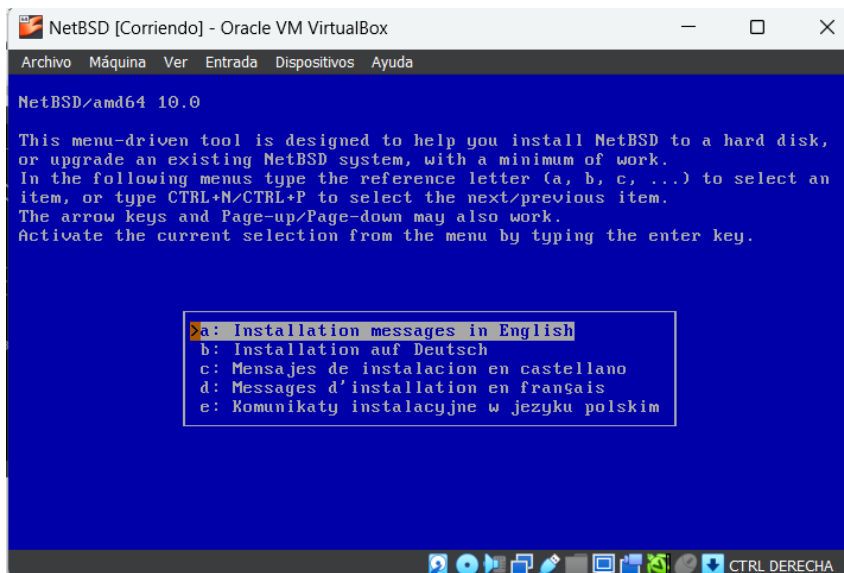 NetBSD [Corriendo] - Oracle VM VirtualBox
Archivo Máquina Ver Entrada Dispositivos Ayuda
NetBSD/amd64 10.0
This menu-driven tool is designed to help you install NetBSD to a hard disk,
or upgrade an existing NetBSD system, with a minimum of work.
In the following menus type the reference letter (a, b, c, ...) to select an
item, or type CTRL+N/CTRL+P to select the next/previous item.
The arrow keys and Page-up/Page-down may also work.
Activate the current selection from the menu by typing the enter key.
>a: Installation messages in English
b: Installation auf Deutsch
c: Mensajes de instalacion en castellano
d: Messages d'installation en français
e: Komunikaty instalacyjne w jezyku polskim
CTRL DERECHA